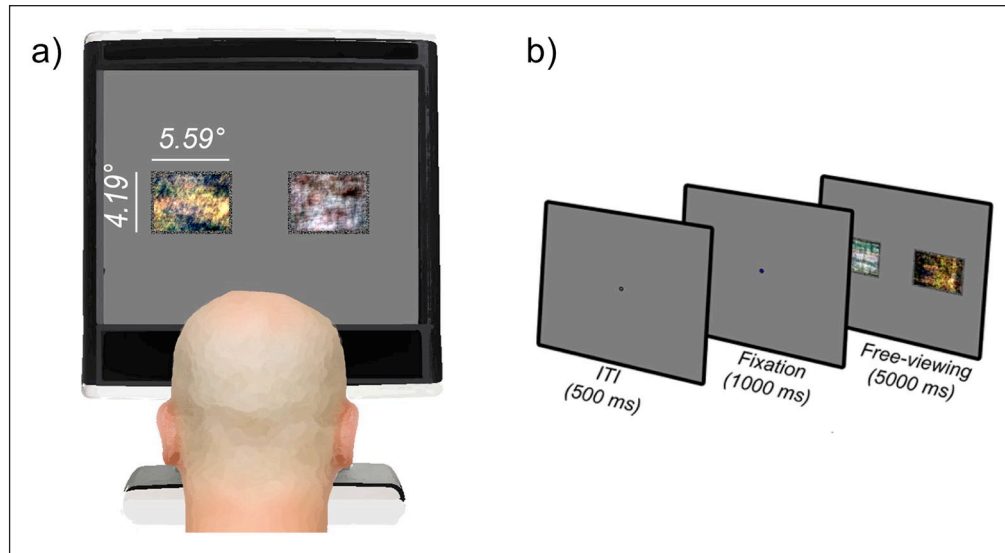 a)
5.59°
4.19°
b)
ITI
(500 ms)
Fixation
(1000 ms)
Free-viewing
(5000 ms)